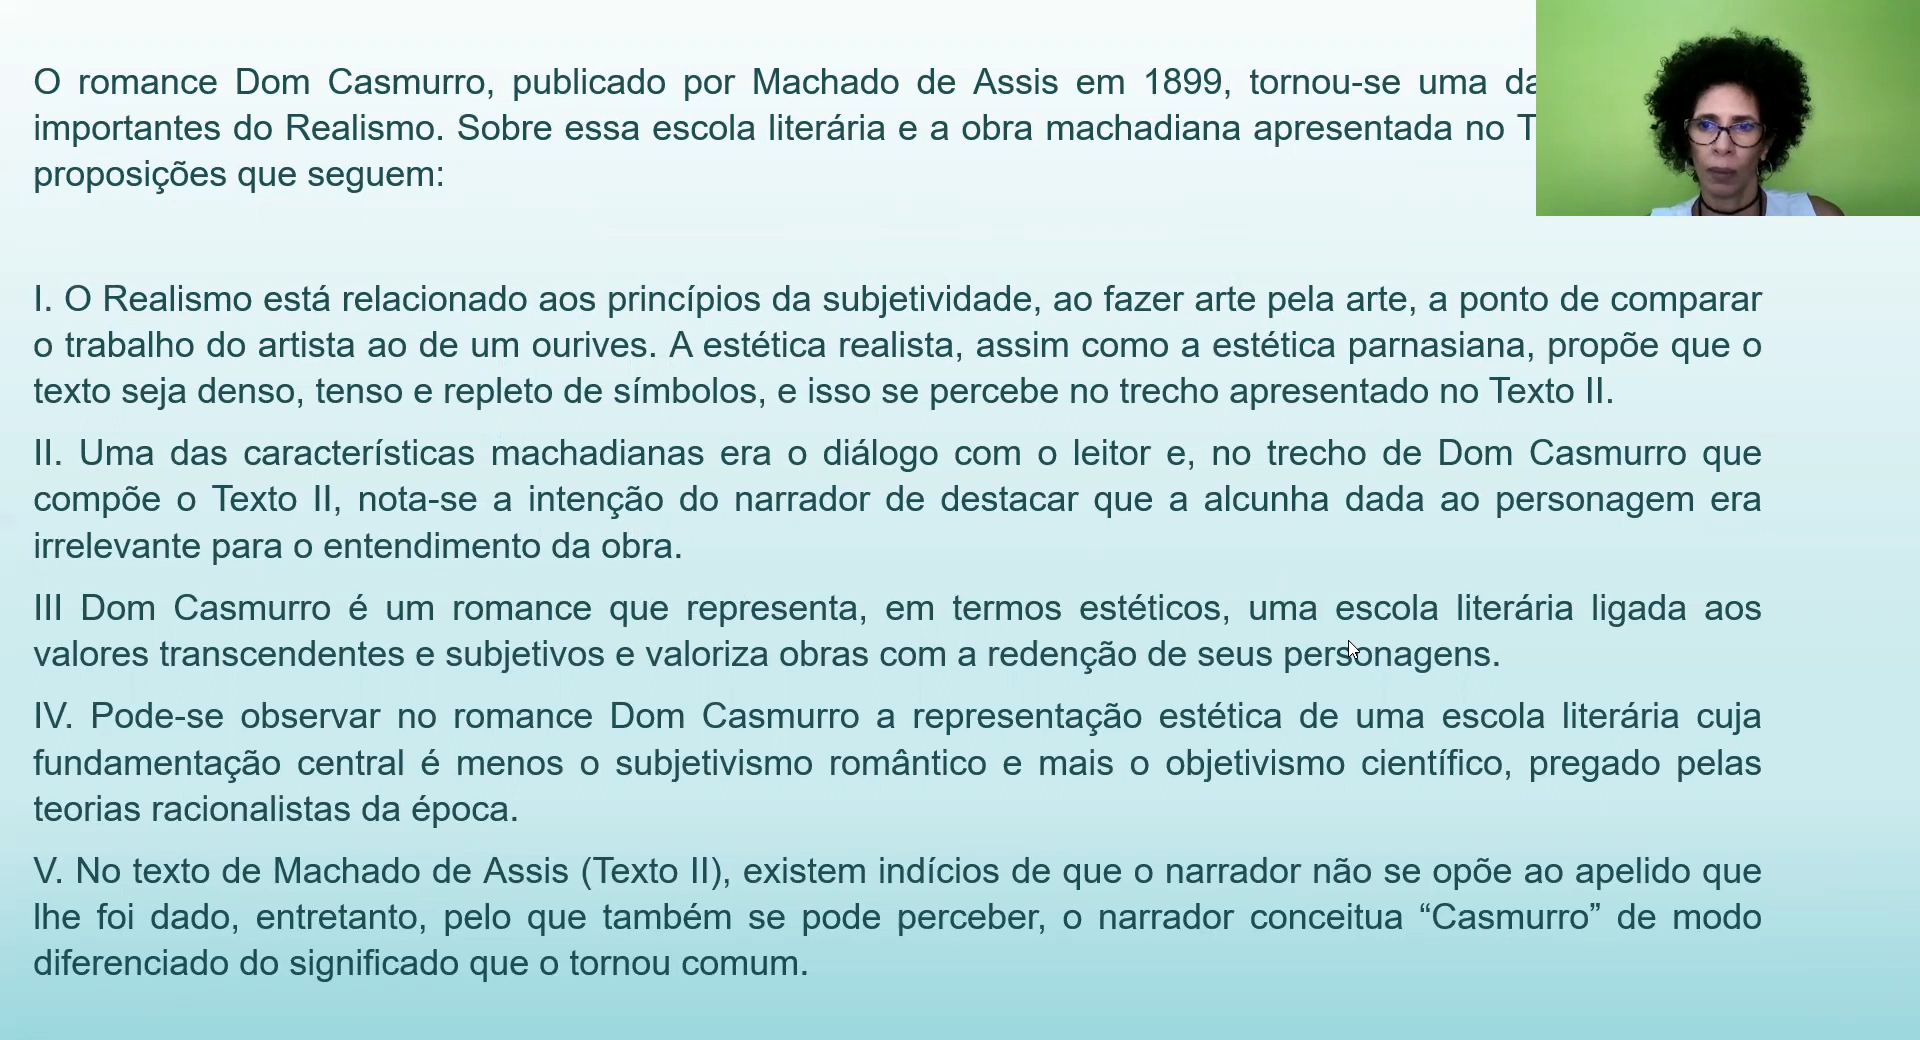 O romance Dom Casmurro, publicado por Machado de Assis em 1899, tornou-se uma
importantes do Realismo. Sobre essa escola literária e a obra machadiana apresentada no
proposições que seguem:
I. O Realismo está relacionado aos princípios da subjetividade, ao fazer arte pela arte, a ponto de comparar
o trabalho do artista ao de um ourives. A estética realista, assim como a estética parnasiana, propõe que o
texto seja denso, tenso e repleto de símbolos, e isso se percebe no trecho apresentado no Texto II.
II. Uma das características machadianas era o diálogo com o leitor e, no trecho de Dom Casmurro que
compõe o Texto II, nota-se a intenção do narrador de destacar que a alcunha dada ao personagem era
irrelevante para o entendimento da obra.
III Dom Casmurro é um romance que representa, em termos estéticos, uma escola literária ligada aos
valores transcendentes e subjetivos e valoriza obras com a redenção de seus personagens.
IV. Pode-se observar no romance Dom Casmurro a representação estética de uma escola literária cuja
fundamentação central é menos o subjetivismo romântico e mais o objetivismo científico, pregado pelas
teorias racionalistas da época.
V. No texto de Machado de Assis (Texto II), existem indícios de que o narrador não se opõe ao apelido que
lhe foi dado, entretanto, pelo que também se pode perceber, o narrador conceitua “Casmurro” de modo
diferenciado do significado que o tornou comum.